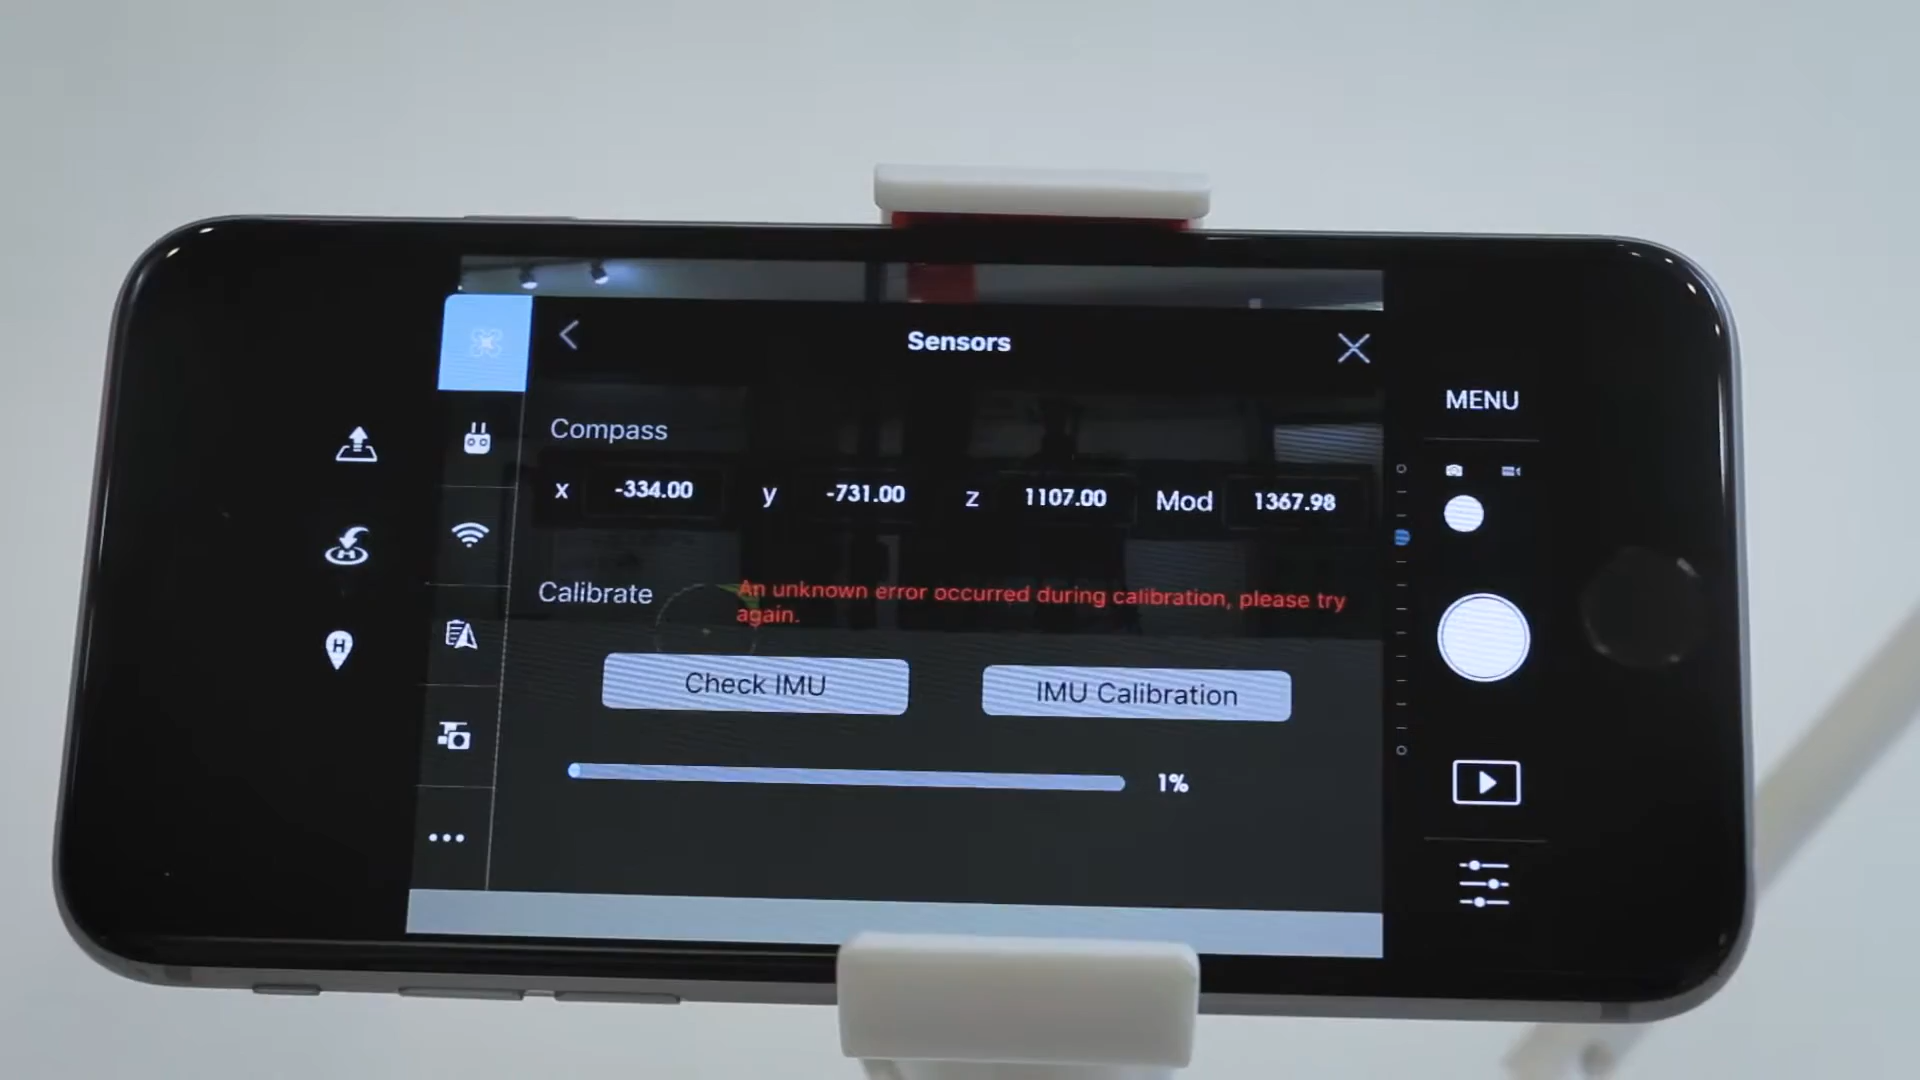 Sensors
MENU
Compass
x -334.00 y -731.00 z 1107.00 Mod 1367.98
Calibrate
An unknown error occurred during calibration, please try
again.
Check IMU
IMU Calibration
1%
H
H